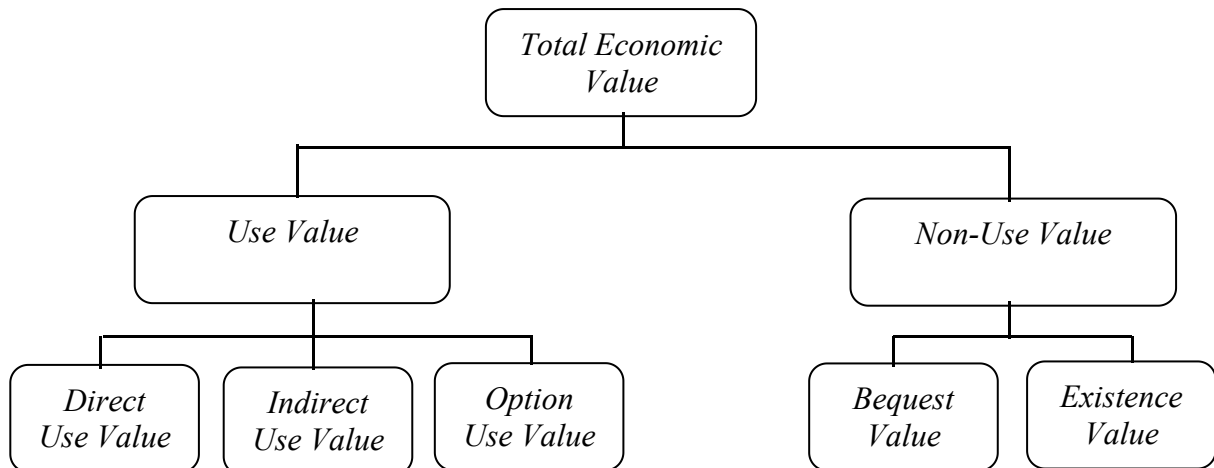 Total Economic
Value
Use Value
Non-Use Value
Direct
Use Value
Indirect
Use Value
Option
Use Value
Bequest
Value
Existence
Value